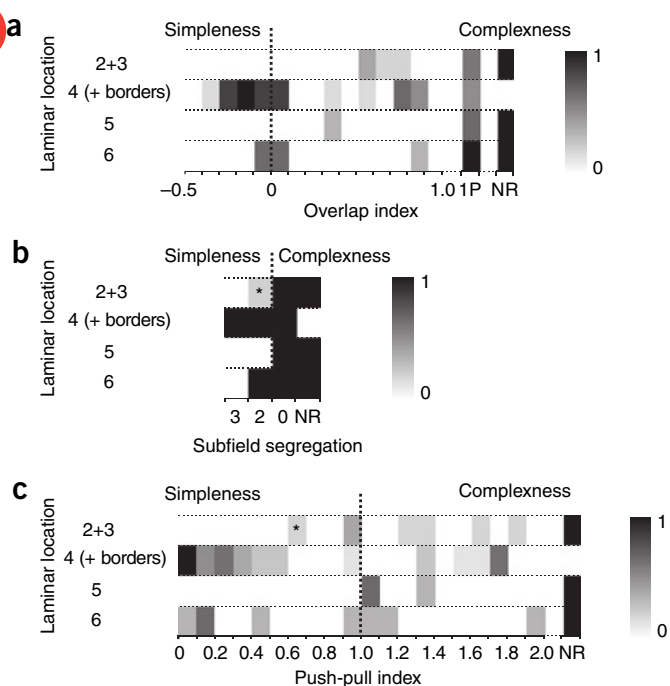 a
Simpleness Complexness
Laminar location
2+3
4 (+ borders)
5
6
1
0
–0.5 0 1.0 1P NR
Overlap index
b
Simpleness Complexness
Laminar location
2+3
*
4 (+ borders)
5
6
1
0
3 2 0 NR
Subfield segregation
c
Simpleness Complexness
Laminar location
2+3
*
4 (+ borders)
5
6
1
0
0 0.2 0.4 0.6 0.8 1.0 1.2 1.4 1.6 1.8 2.0 NR
Push-pull index